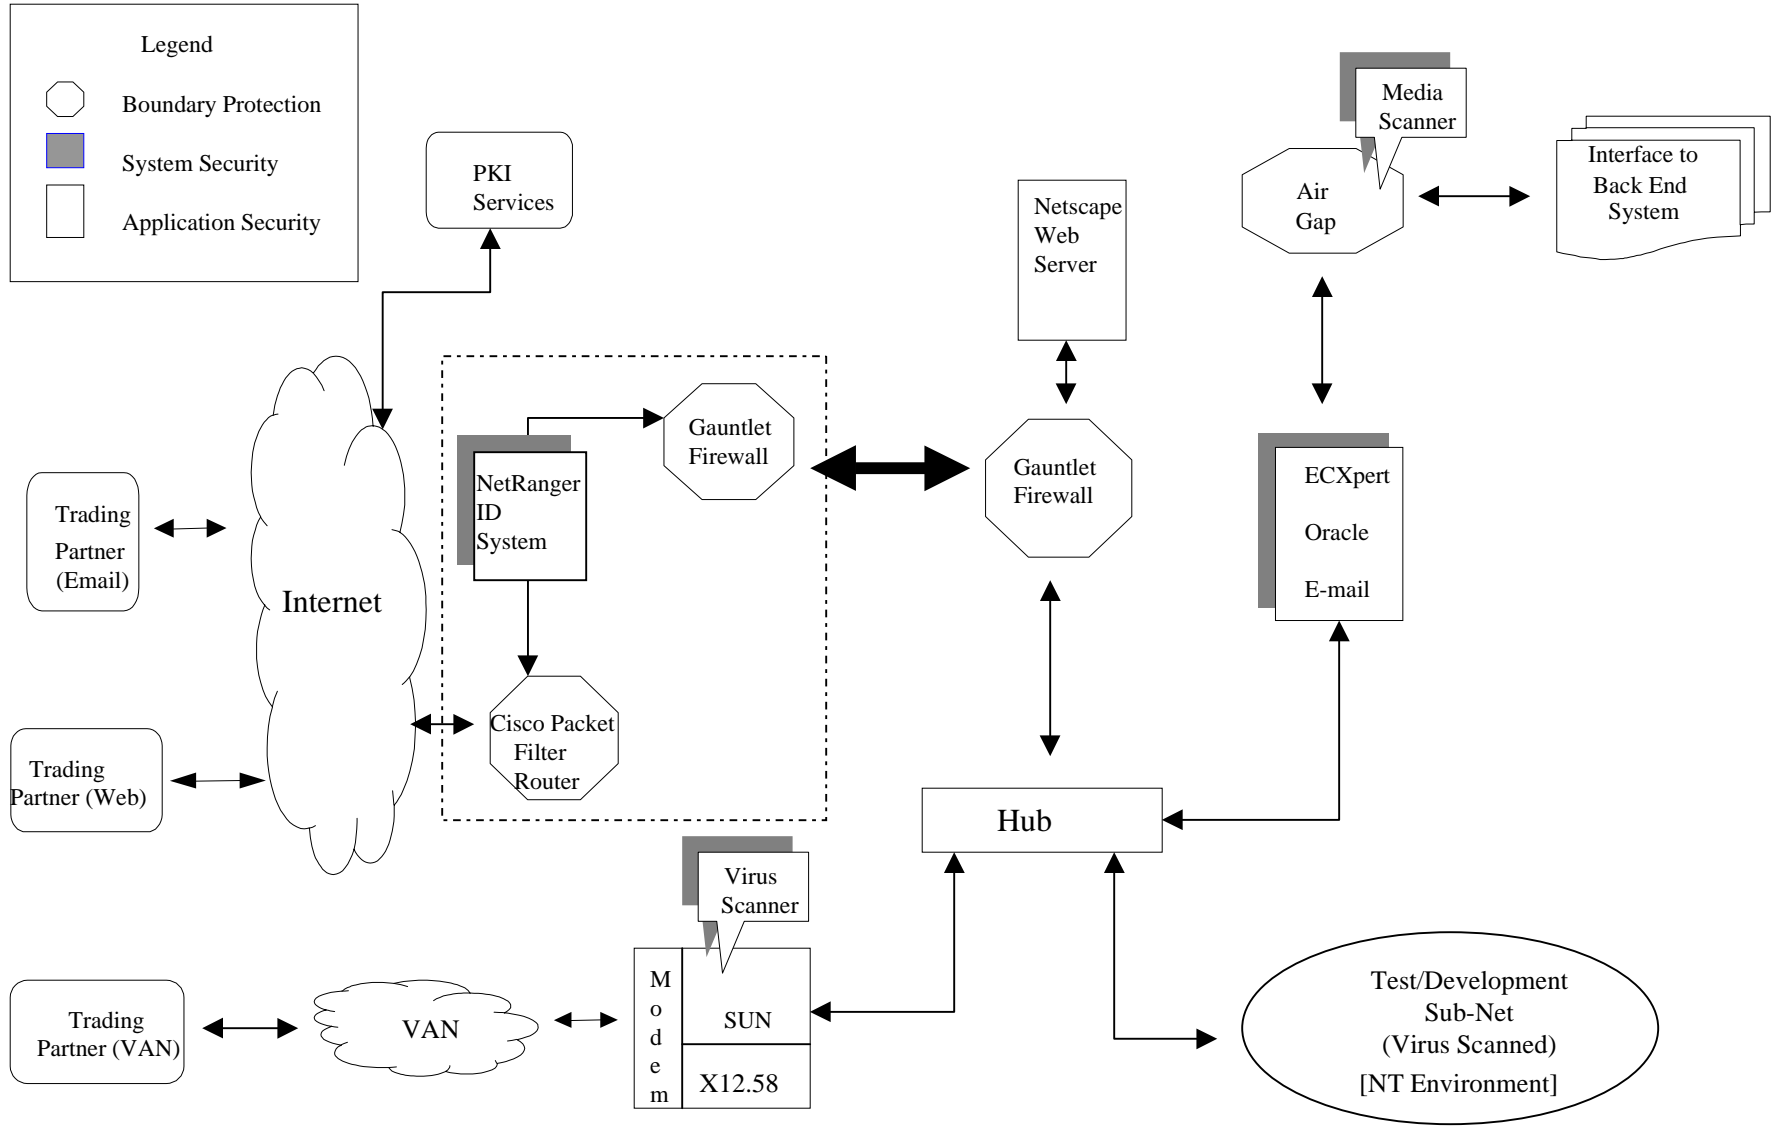 Legend
Boundary Protection
System Security
Application Security
PKI
Services
Netscape
Web
Server
Media
Scanner
Air
Gap
Interface to
Back End
System
Gauntlet
Firewall
NetRanger
ID
System
Cisco Packet
Filter
Router
Gauntlet
Firewall
ECXpert
Oracle
E-mail
Trading
Partner
(Email)
Internet
Trading
Partner (Web)
Hub
Virus
Scanner
Trading
Partner (VAN)
VAN
M
o
d
e
m
SUN
X12.58
Test/Development
Sub-Net
(Virus Scanned)
[NT Environment]